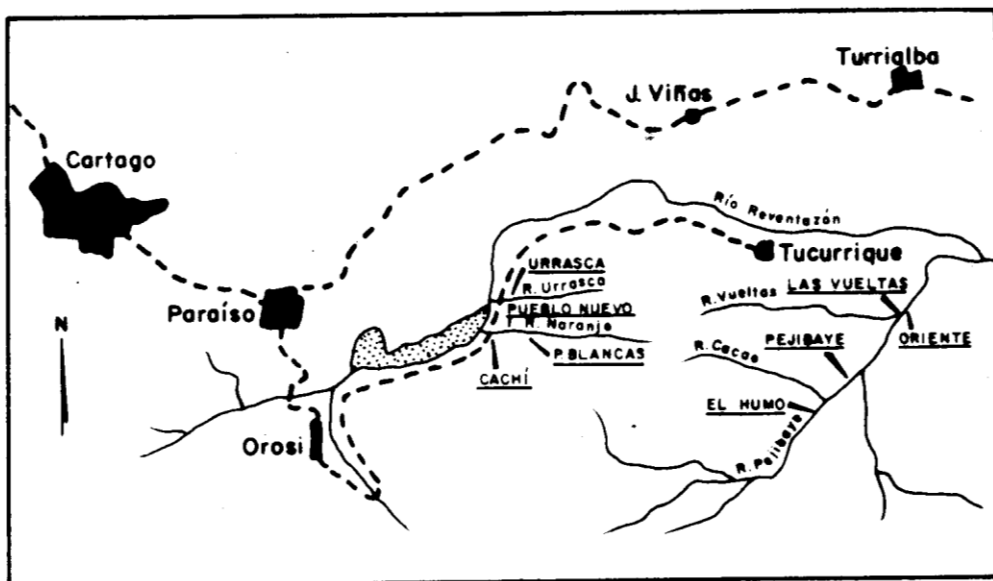 Turrialba
J. Viñas
Cartago
Río Reventazón
Tucurrique
URRASCA
R. Urrasca
LAS VUELTAS
R. Vueltas
Paraíso
PUEBLO NUEVO
R. Naranjo
N
ORIENTE
PEJIBAYE
P. BLANCAS
R. Cacao
CACHÍ
EL HUMO
Orosi
R. Pejibaye